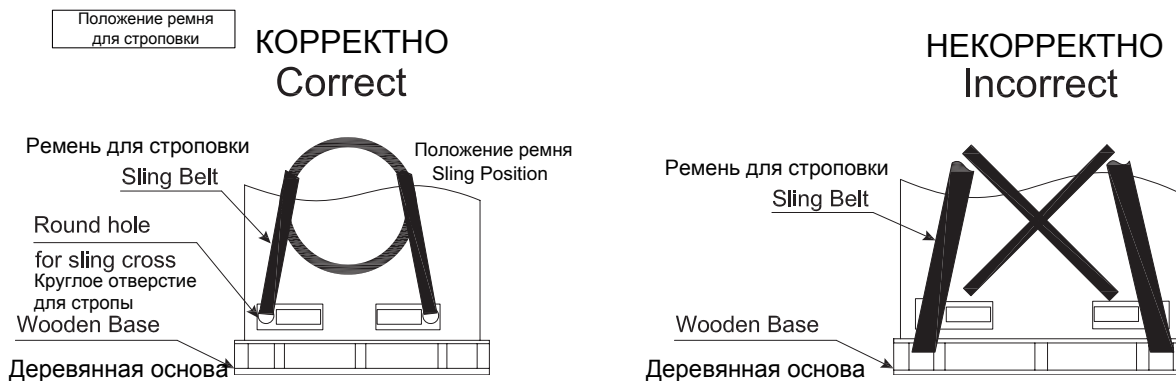 Положение ремня
для строповки
КОРРЕКТНО
Correct
Ремень для строповки
Sling Belt
Положение ремня
Sling Position
Round hole
for sling cross
Круглое отверстие
для стропы
Wooden Base
Деревянная основа
НЕКОРРЕКТНО
Incorrect
Ремень для строповки
Sling Belt
Wooden Base
Деревянная основа